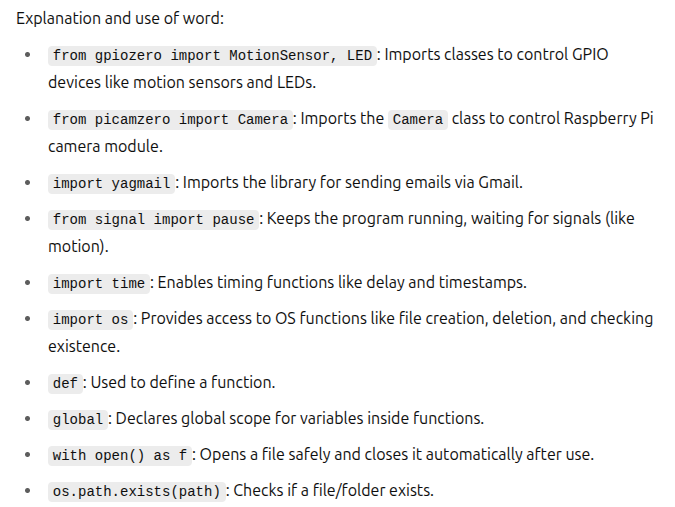 Explanation and use of word:
• from gpiozero import MotionSensor, LED: Imports classes to control GPIO
devices like motion sensors and LEDs.
• from picamzero import Camera: Imports the Camera class to control Raspberry Pi
camera module.
• import yagmail: Imports the library for sending emails via Gmail.
• from signal import pause: Keeps the program running, waiting for signals (like
motion).
• import time: Enables timing functions like delay and timestamps.
• import os: Provides access to OS functions like file creation, deletion, and checking
existence.
• def: Used to define a function.
• global: Declares global scope for variables inside functions.
• with open() as f: Opens a file safely and closes it automatically after use.
• os.path.exists(path): Checks if a file/folder exists.